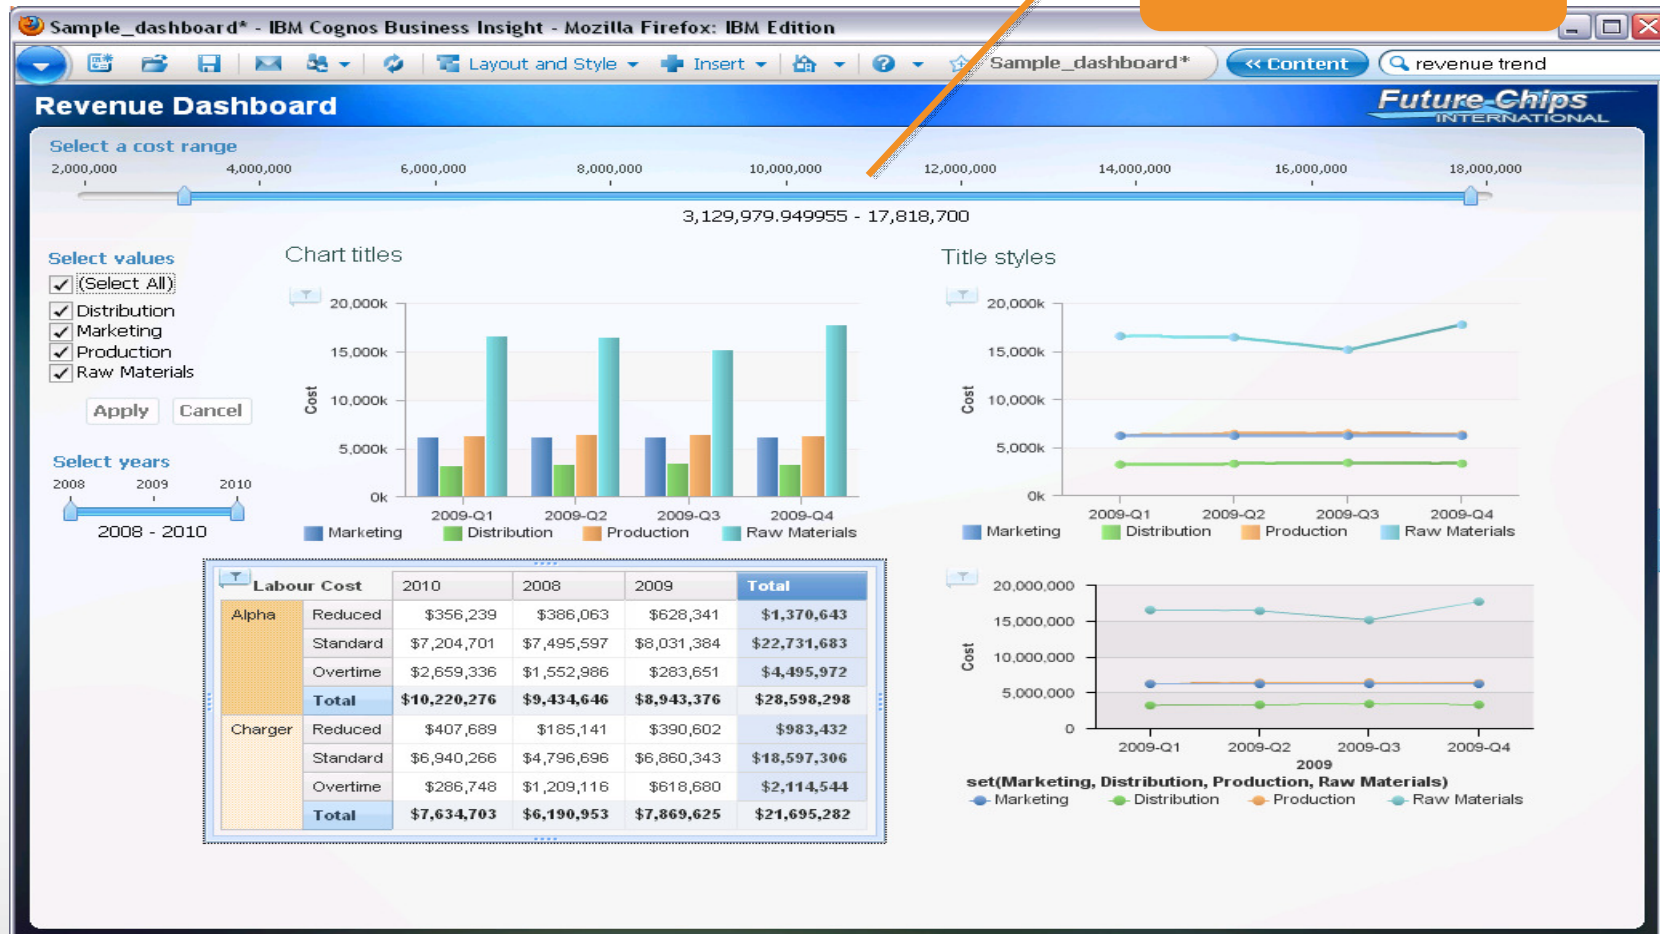 Sample_dashboard* - IBM Cognos Business Insight - Mozilla Firefox: IBM Edition
Layout and Style Insert Sample_dashboard* << Content revenue trend
Revenue Dashboard
Future Chips
INTERNATIONAL
Select a cost range
2,000,000 4,000,000 6,000,000 8,000,000 10,000,000 12,000,000 14,000,000 16,000,000 18,000,000
3,129,979.949955 - 17,818,700
Select values
(Select All)
Distribution
Marketing
Production
Raw Materials
Apply Cancel
Select years
2008 2009 2010
2008 - 2010
Chart titles
20,000k
15,000k
10,000k
5,000k
0k
Cost
2009-Q1 2009-Q2 2009-Q3 2009-Q4
Marketing Distribution Production Raw Materials
Title styles
20,000k
15,000k
10,000k
5,000k
0k
Cost
2009-Q1 2009-Q2 2009-Q3 2009-Q4
Marketing Distribution Production Raw Materials
Labour Cost 2010 2008 2009 Total
Alpha Reduced $356,239 $386,063 $628,341 $1,370,643
Standard $7,204,701 $7,495,597 $8,031,384 $22,731,683
Overtime $2,659,336 $1,552,986 $283,651 $4,495,972
Total $10,220,276 $9,434,646 $8,943,376 $28,598,298
Charger Reduced $407,689 $185,141 $390,602 $983,432
Standard $6,940,266 $4,796,696 $6,860,343 $18,597,306
Overtime $286,748 $1,209,116 $618,680 $2,114,544
Total $7,634,703 $6,190,953 $7,869,625 $21,695,282
20,000,000
15,000,000
10,000,000
5,000,000
0
Cost
2009-Q1 2009-Q2 2009-Q3 2009-Q4
2009
set(Marketing, Distribution, Production, Raw Materials)
Marketing Distribution Production Raw Materials